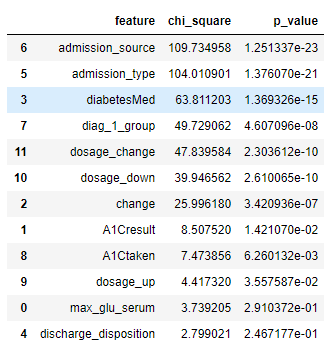 feature chi_square p_value
6 admission_source 109.734958 1.251337e-23
5 admission_type 104.010901 1.376070e-21
3 diabetesMed 63.811203 1.369326e-15
7 diag_1_group 49.729062 4.607096e-08
11 dosage_change 47.839584 2.303612e-10
10 dosage_down 39.946562 2.610065e-10
2 change 25.996180 3.420936e-07
1 A1Cresult 8.507520 1.421070e-02
8 A1Ctaken 7.473856 6.260132e-03
9 dosage_up 4.417320 3.557587e-02
0 max_glu_serum 3.739205 2.910372e-01
4 discharge_disposition 2.799021 2.467177e-01